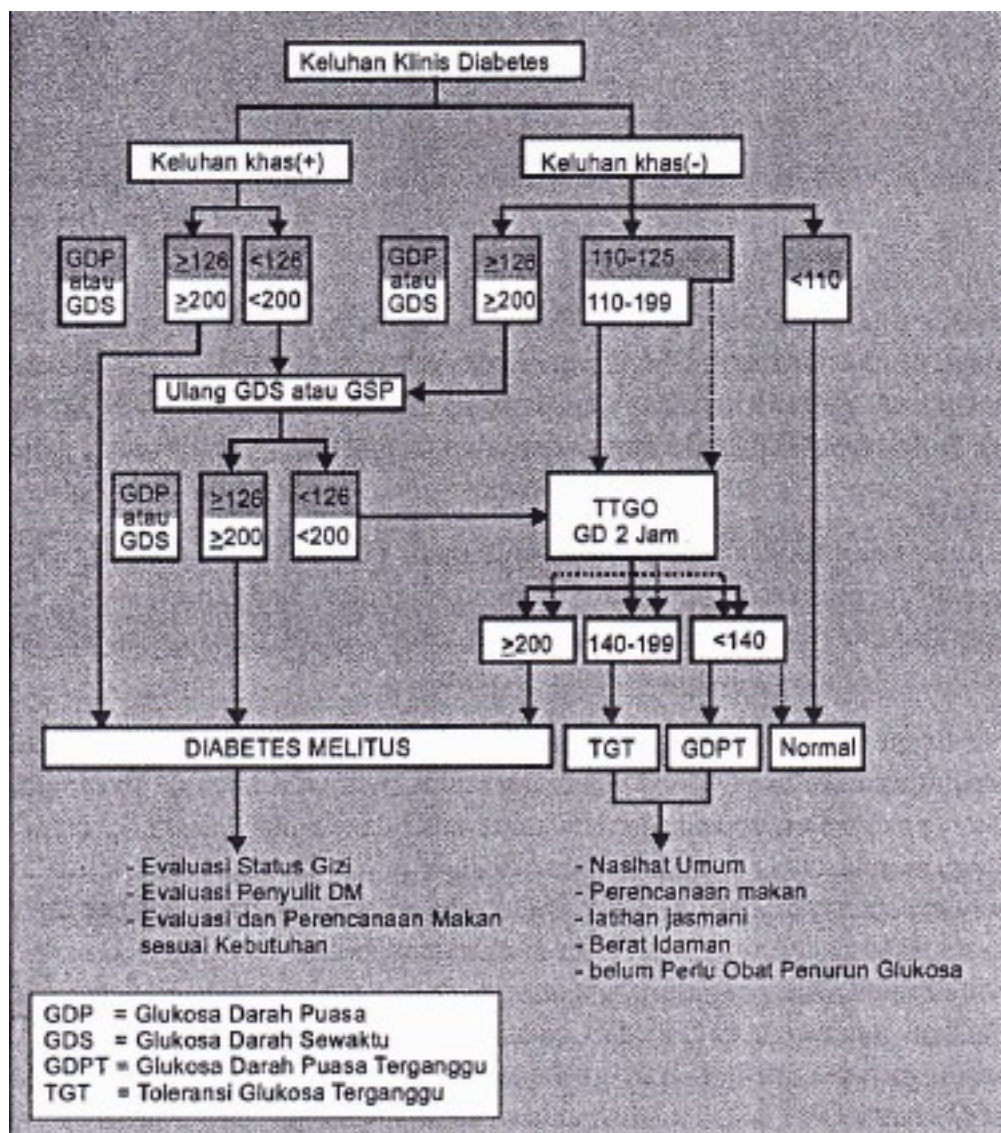 Keluhan Klinis Diabetes
Keluhan khas(+)
Keluhan khas(-)
GDP
atau
GDS
≥126
≥200
<126
<200
GDP
atau
GDS
≥126
≥200
110-125
110-199
<110
Ulang GDS atau GSP
GDP
atau
GDS
≥126
≥200
<126
<200
TTGO
GD 2 Jam
≥200
140-199
<140
DIABETES MELITUS
TGT
GDPT
Normal
- Evaluasi Status Gizi
- Evaluasi Penyulit DM
- Evaluasi dan Perencanaan Makan
sesuai Kebutuhan
- Nasihat Umum
- Perencanaan makan
- latihan jasmani
- Berat Idaman
- belum Perlu Obat Penurun Glukosa
GDP = Glukosa Darah Puasa
GDS = Glukosa Darah Sewaktu
GDPT = Glukosa Darah Puasa Terganggu
TGT = Toleransi Glukosa Terganggu